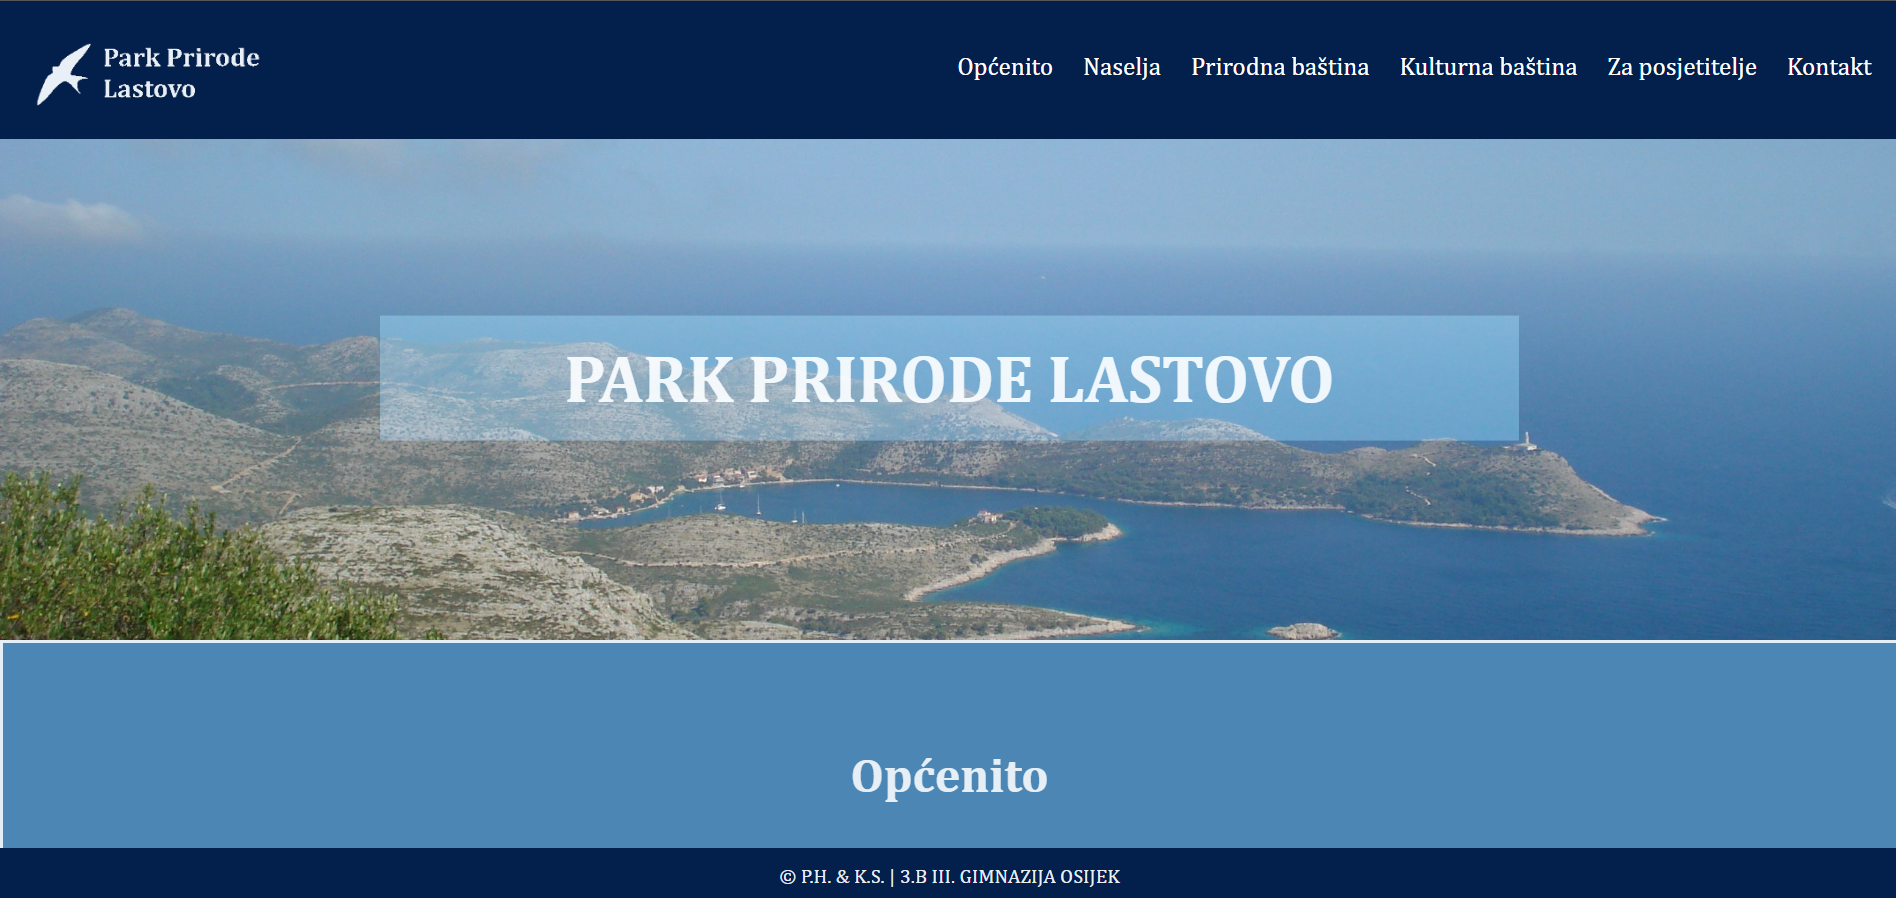 Park Prirode
Lastovo
Općenito Naselja Prirodna baština Kulturna baština Za posjetitelje Kontakt
PARK PRIRODE LASTOVO
Općenito
© P.H. & K.S. | 3.B III. GIMNAZIJA OSIJEK